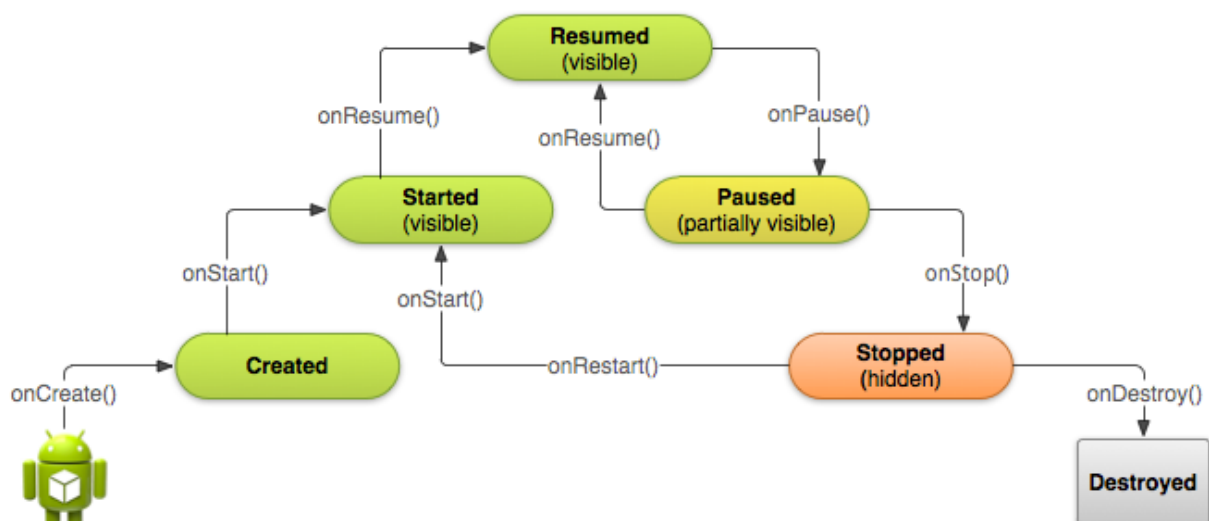 Resumed
(visible)
onResume()
onResume()
onPause()
Started
(visible)
Paused
(partially visible)
onStart()
onStart()
onStop()
Created
onRestart()
Stopped
(hidden)
onCreate()
onDestroy()
Destroyed